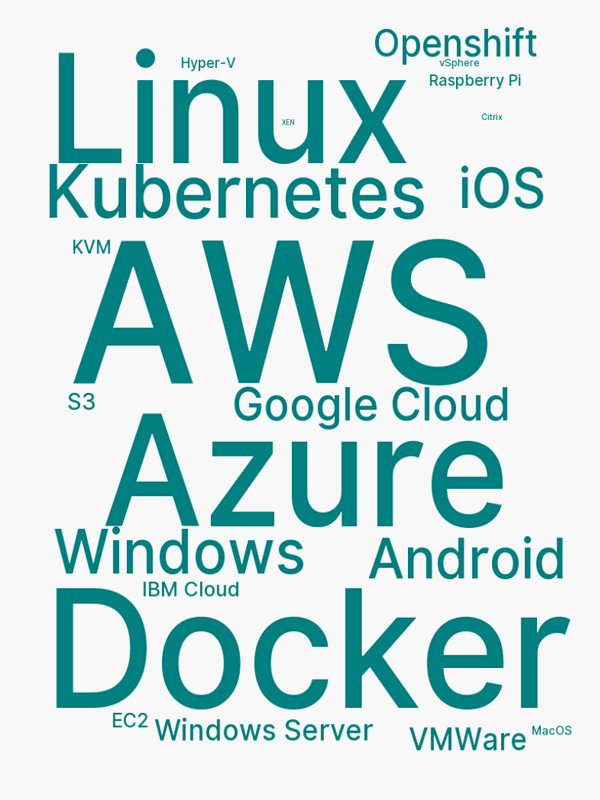 Openshift
Linux
Hyper-V
vSphere
Raspberry Pi
XEN
Citrix
Kubernetes
iOS
KVM
AWS
S3
Google Cloud
Azure
Windows
Android
IBM Cloud
Docker
EC2
Windows Server
VMWare
MacOS